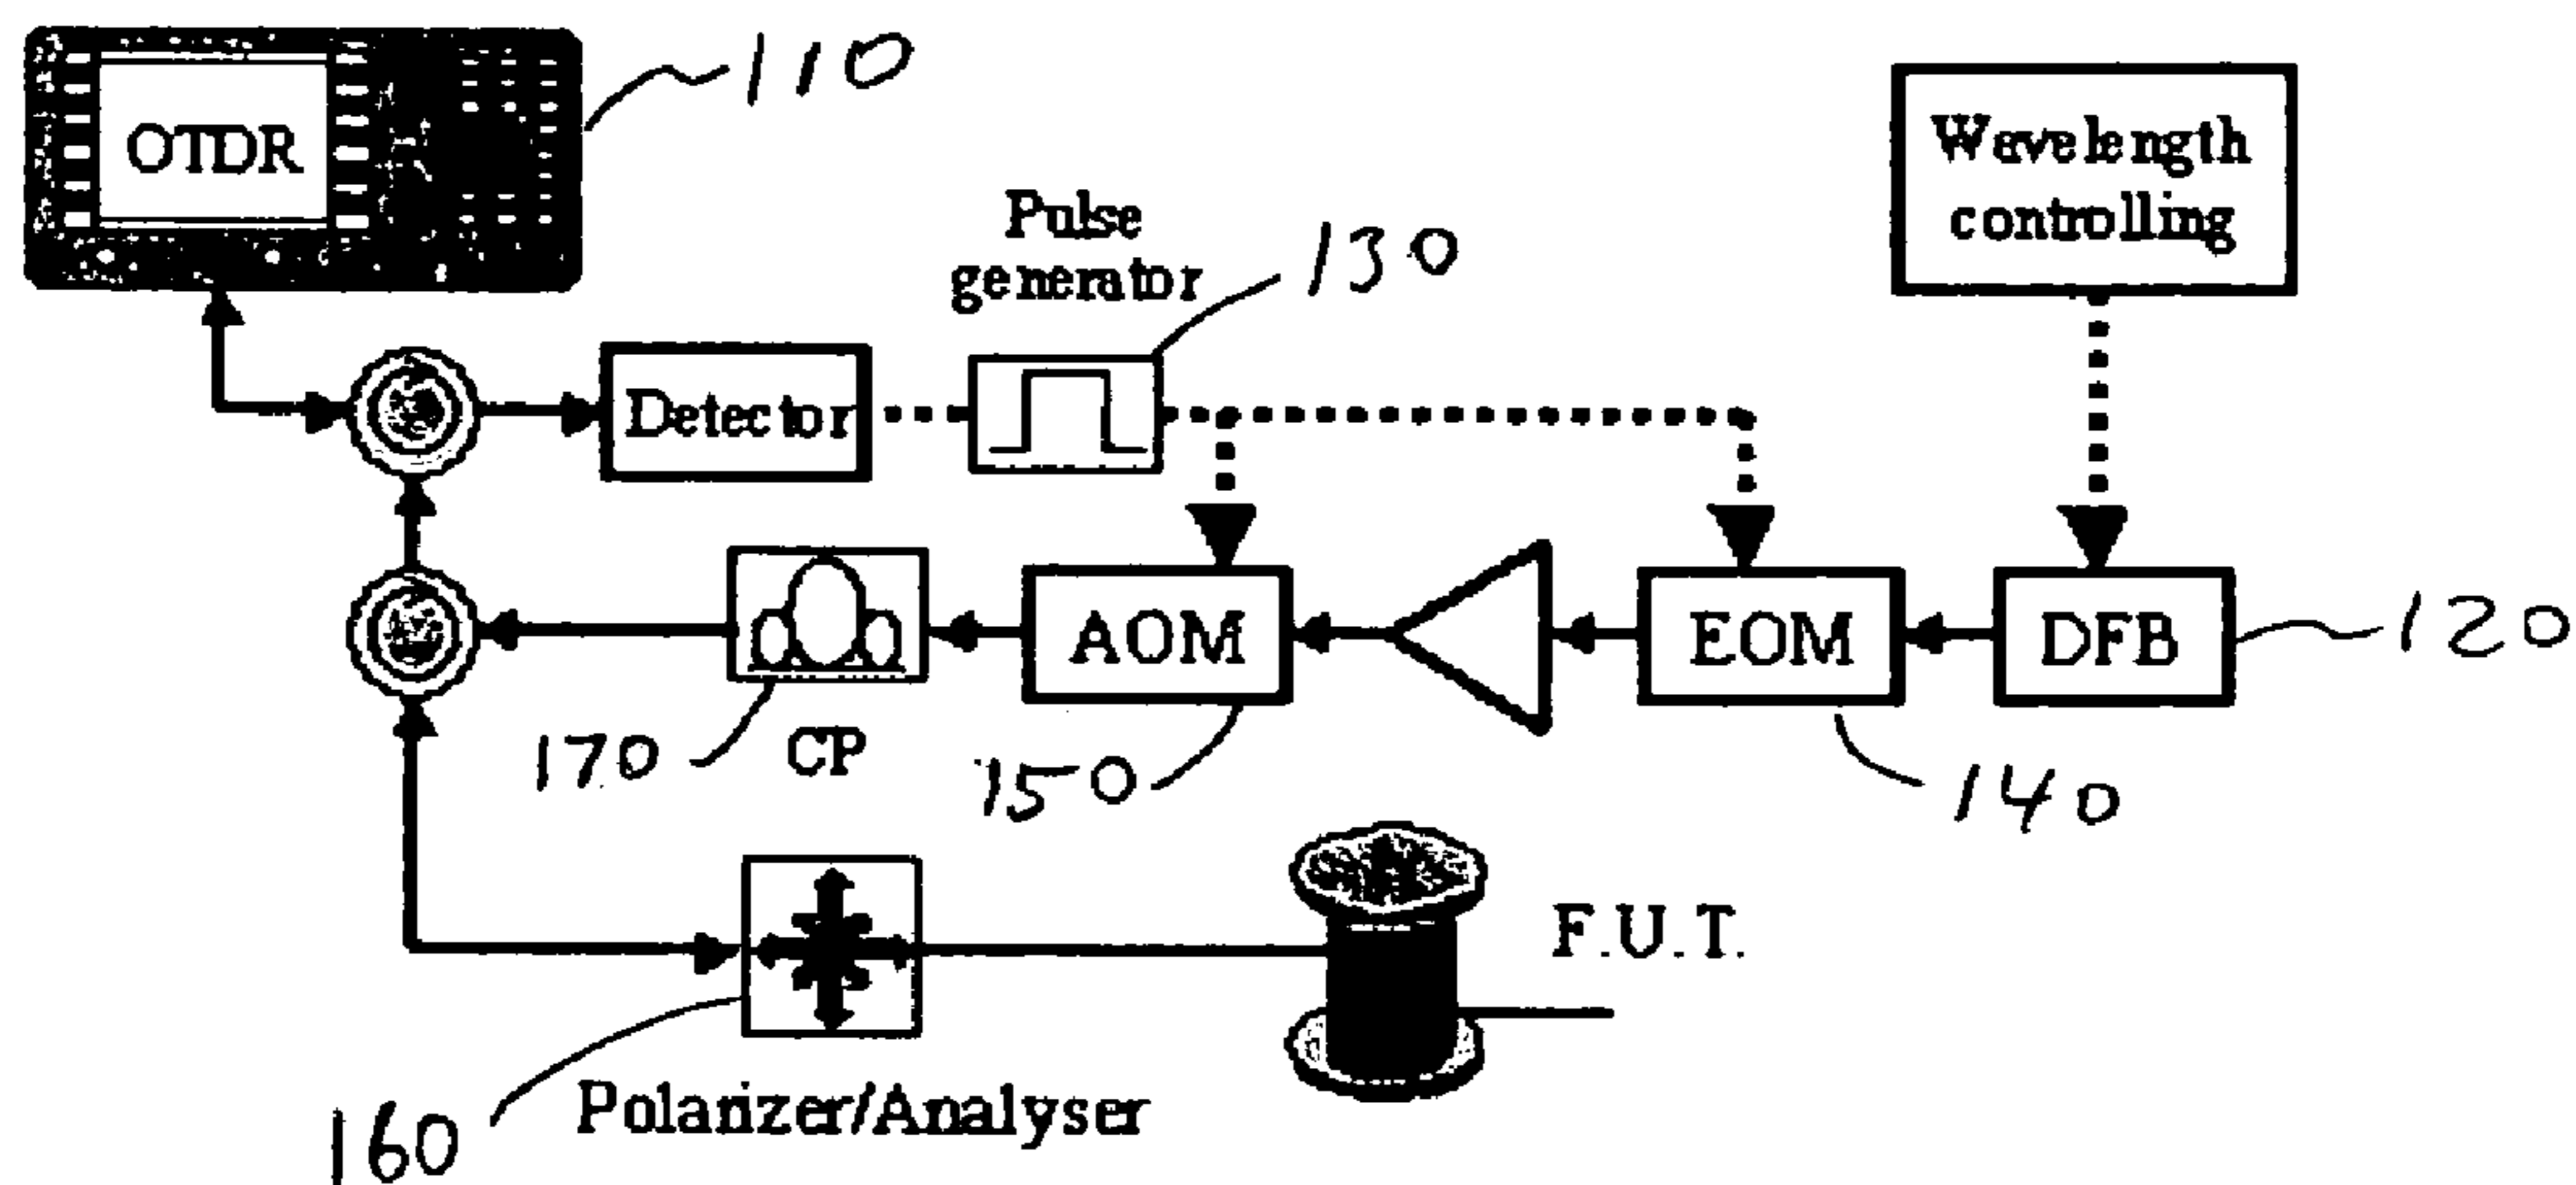 110
OTDR
Wavelength
controlling
Pulse
generator
130
Detector
AOM
EOM
DFB
120
170
CP
150
140
F.U.T.
Polarizer/Analyser
160